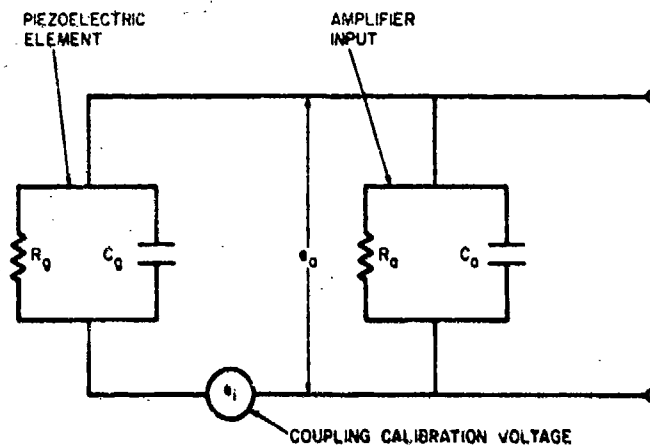 PIEZOELECTRIC
ELEMENT
AMPLIFIER
INPUT
Rg
Cg
ea
Ra
Ca
ei
COUPLING CALIBRATION VOLTAGE